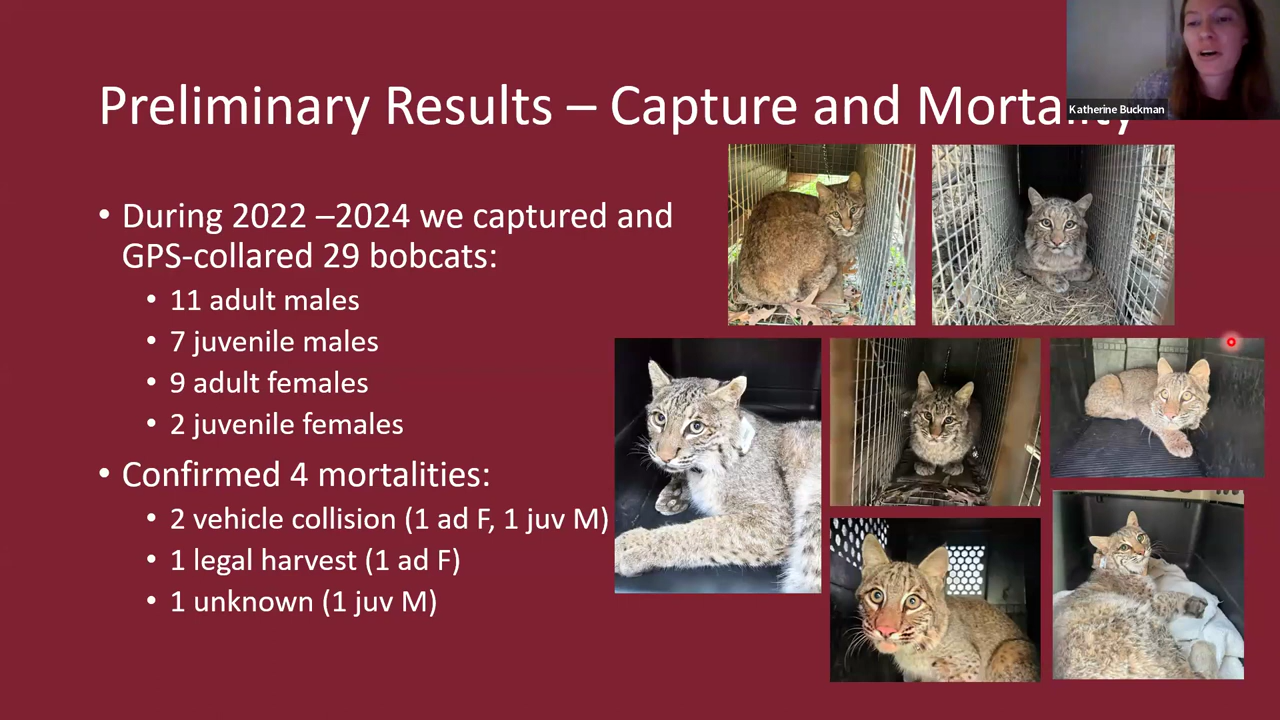 Preliminary Results – Capture and Mortality
Katherine Buckman
• During 2022 –2024 we captured and
GPS-collared 29 bobcats:
• 11 adult males
• 7 juvenile males
• 9 adult females
• 2 juvenile females
• Confirmed 4 mortalities:
• 2 vehicle collision (1 ad F, 1 juv M)
• 1 legal harvest (1 ad F)
• 1 unknown (1 juv M)